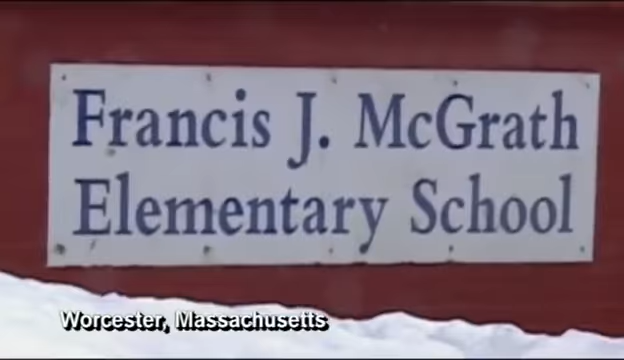 Francis J. McGrath
Elementary School
Worcester, Massachusetts